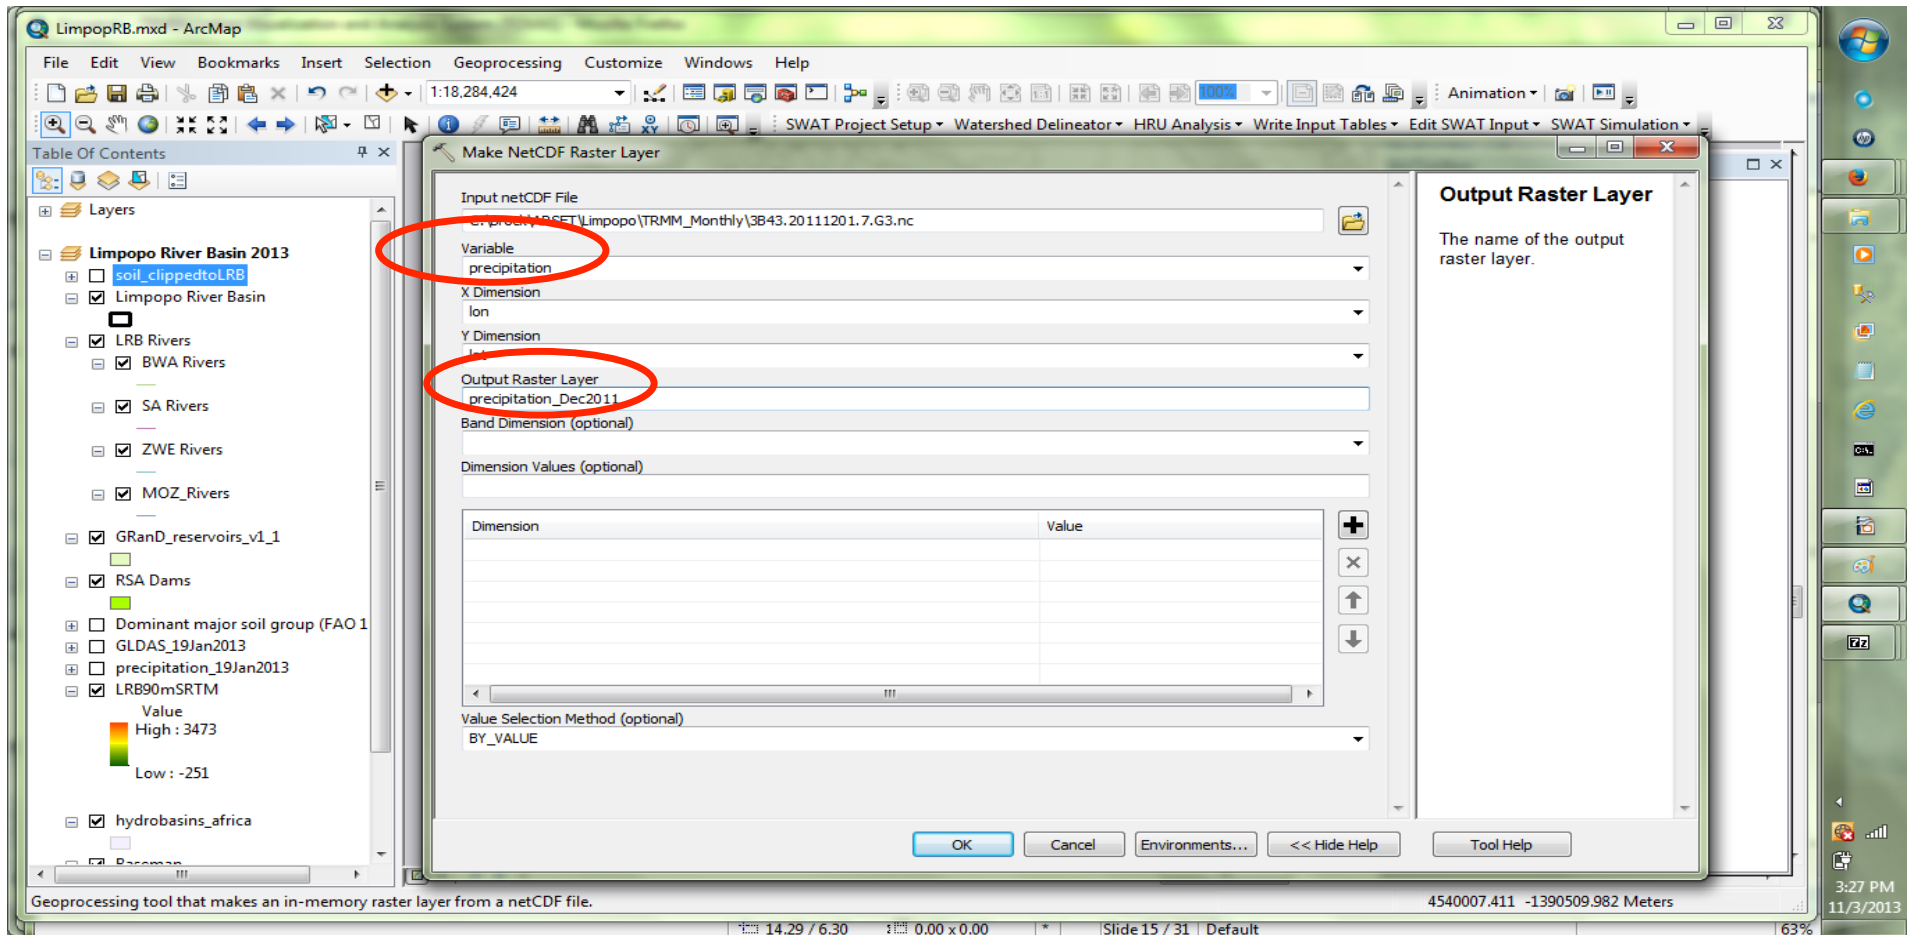 LimpopRB.mxd - ArcMap
File Edit View Bookmarks Insert Selection Geoprocessing Customize Windows Help
1:18,284,424
100%
Animation
SWAT Project Setup Watershed Delineator HRU Analysis Write Input Tables Edit SWAT Input SWAT Simulation
Table Of Contents
Layers
Limpopo River Basin 2013
soil_clippedtoLRB
Limpopo River Basin
LRB Rivers
BWA Rivers
SA Rivers
ZWE Rivers
MOZ_Rivers
GRanD_reservoirs_v1_1
RSA Dams
Dominant major soil group (FAO 1
GLDAS_19Jan2013
precipitation_19Jan2013
LRB90mSRTM
Value
High : 3473
Low : -251
hydrobasins_africa
Basemap
Make NetCDF Raster Layer
Input netCDF File
\Limpopo\TRMM_Monthly\3B43.20111201.7.G3.nc
Variable
precipitation
X Dimension
lon
Y Dimension
lat
Output Raster Layer
precipitation_Dec2011
Band Dimension (optional)
Dimension Values (optional)
Dimension Value
Value Selection Method (optional)
BY_VALUE
OK Cancel Environments... << Hide Help Tool Help
Output Raster Layer
The name of the output
raster layer.
Geoprocessing tool that makes an in-memory raster layer from a netCDF file.
4540007.411 -1390509.982 Meters
14.29 / 6.30 0.00 x 0.00 * Slide 15 / 31 Default 63%
3:27 PM
11/3/2013